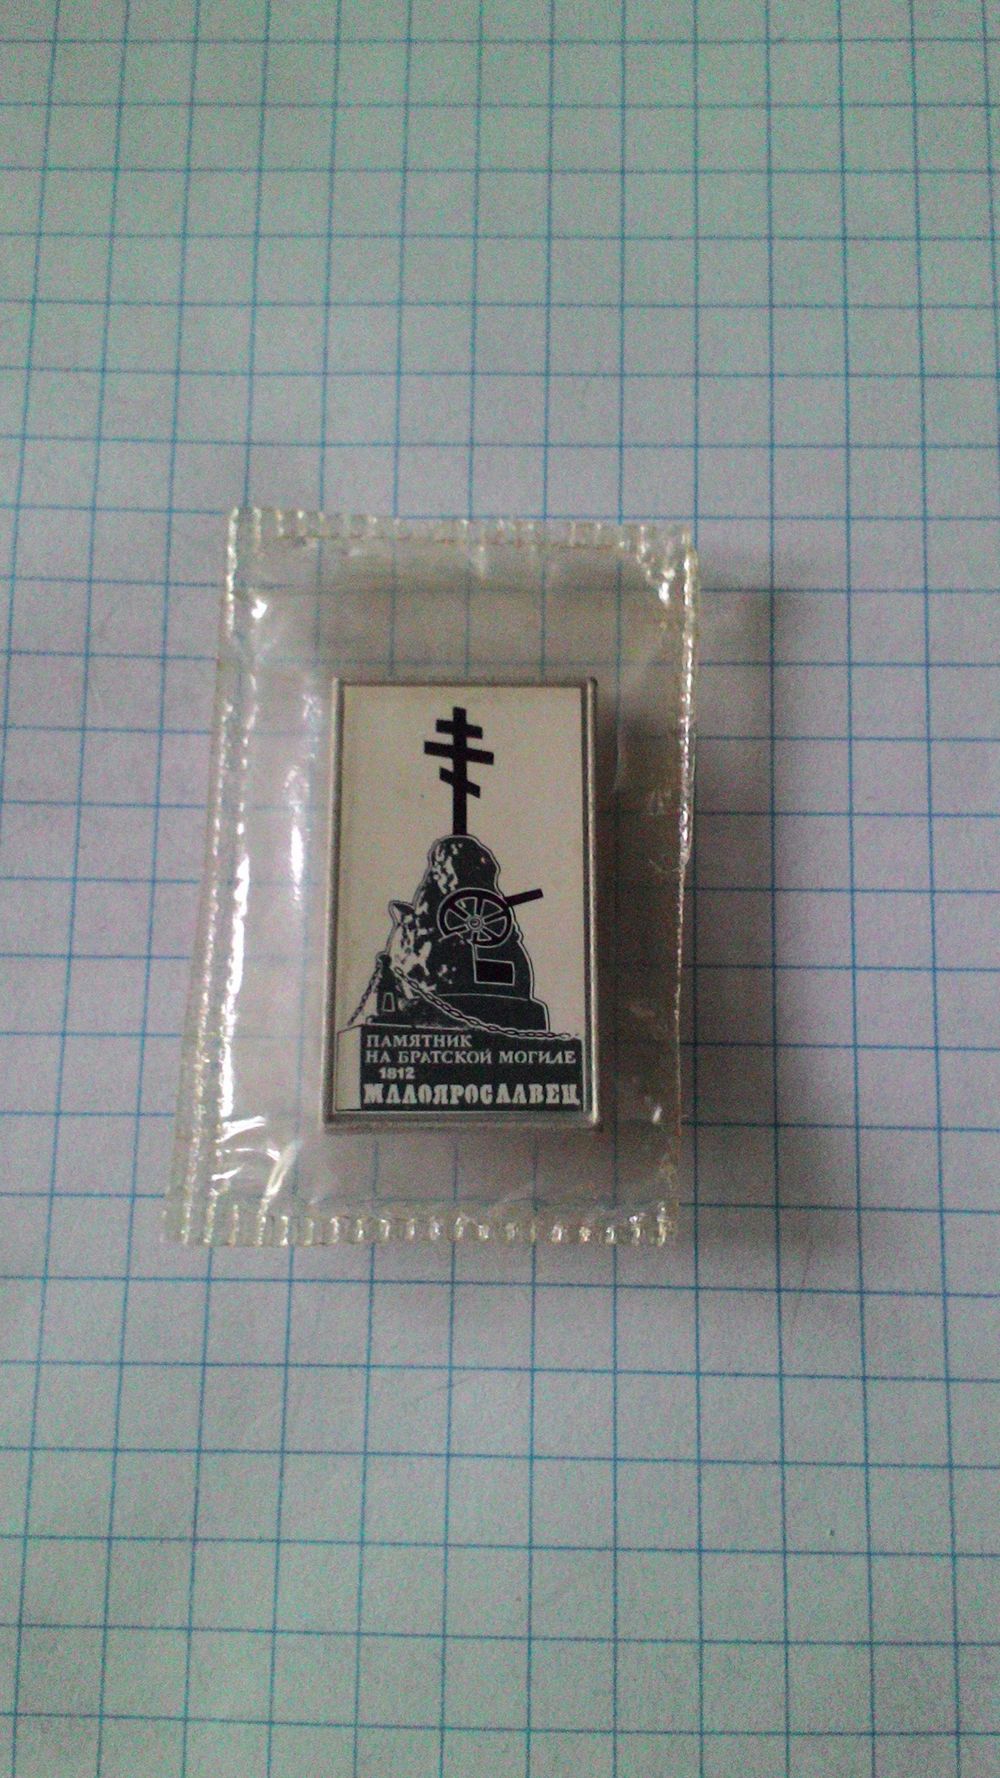 ПАМЯТНИК
НА БРАТСКОЙ МОГИЛЕ
1812
МАЛОЯРОСЛАВЕЦ